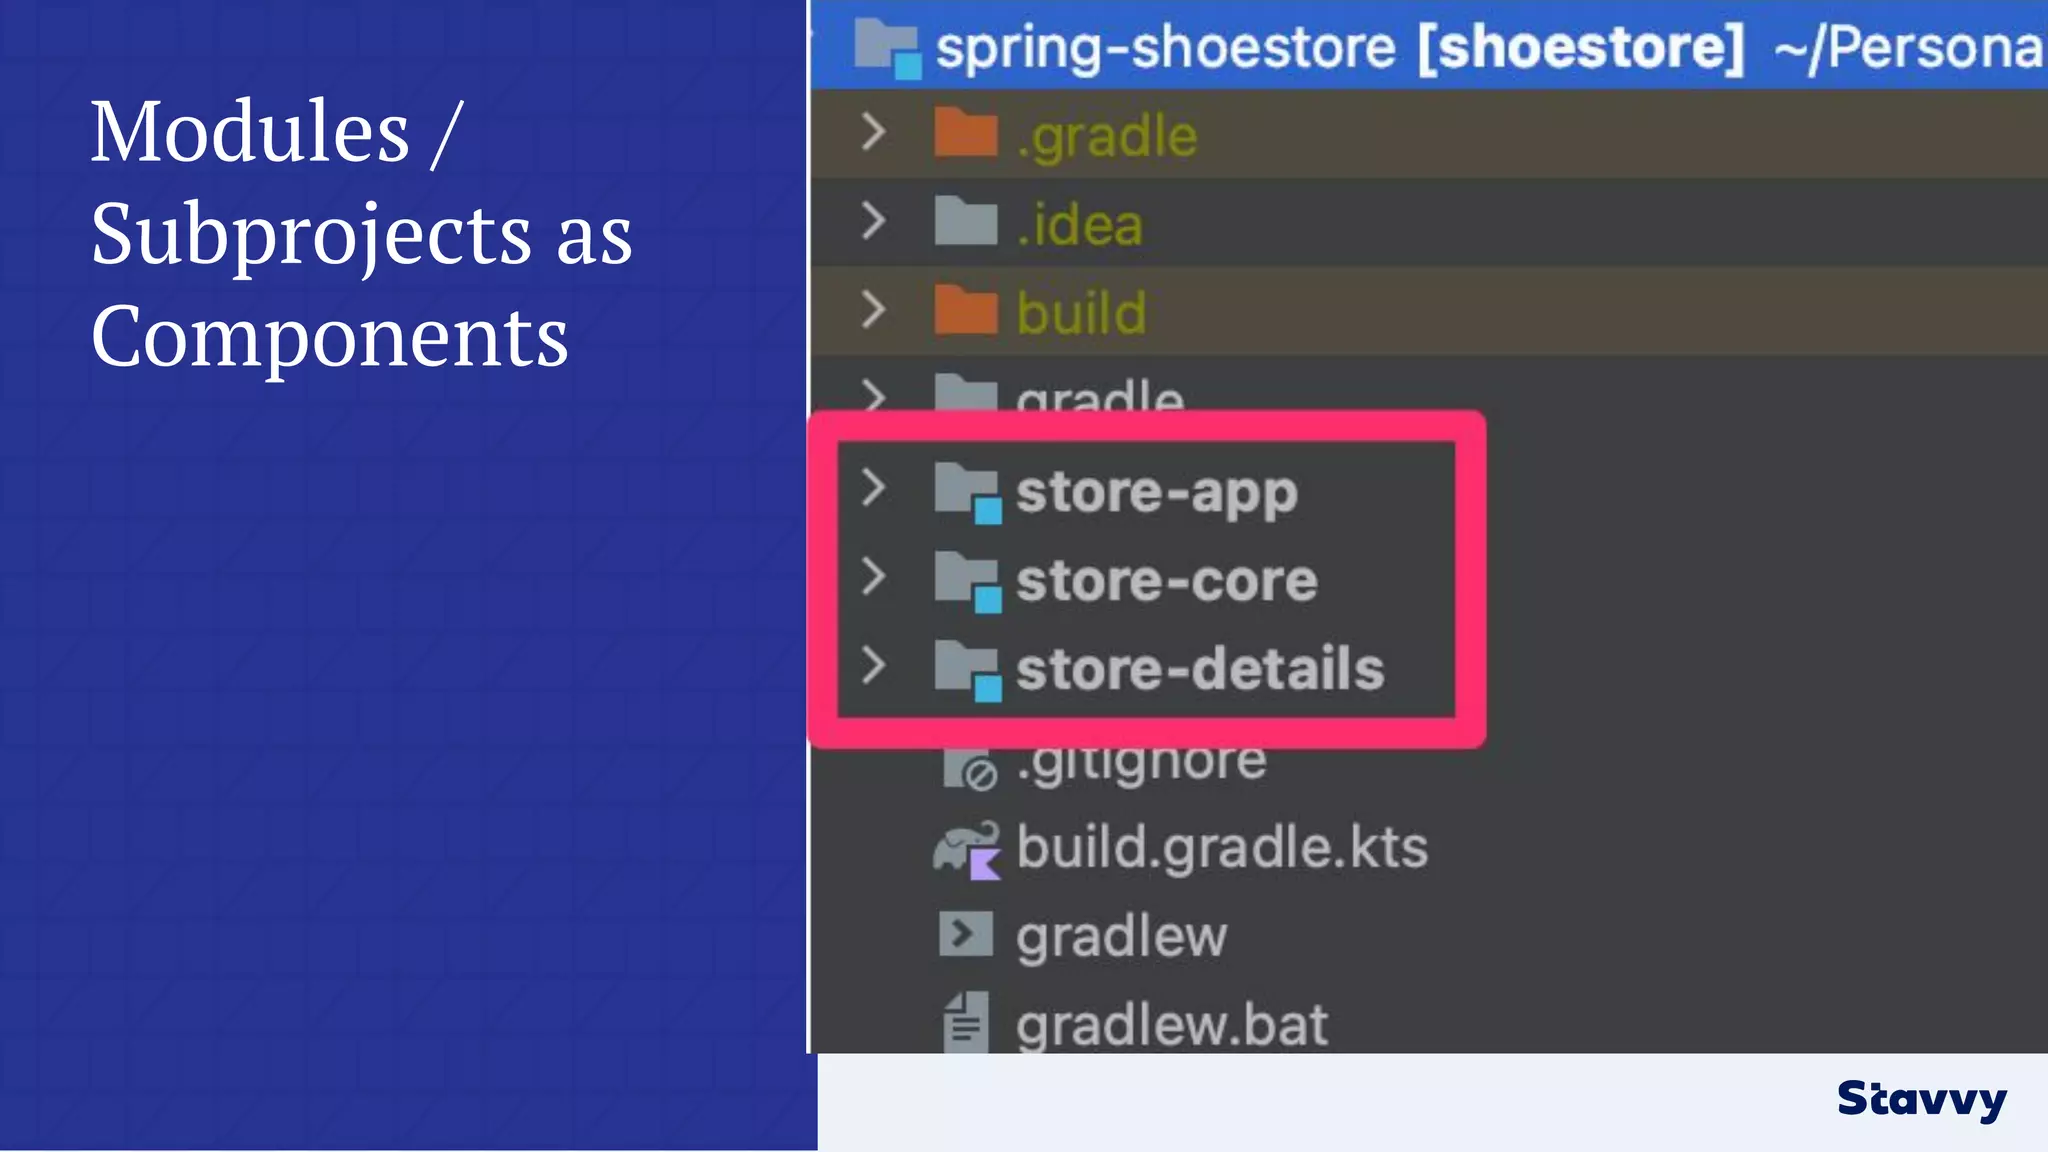 Modules /
Subprojects as
Components
spring-shoestore [shoestore] ~/Persona
.gradle
.idea
build
gradle
store-app
store-core
store-details
.gitignore
build.gradle.kts
gradlew
gradlew.bat
Stavvy